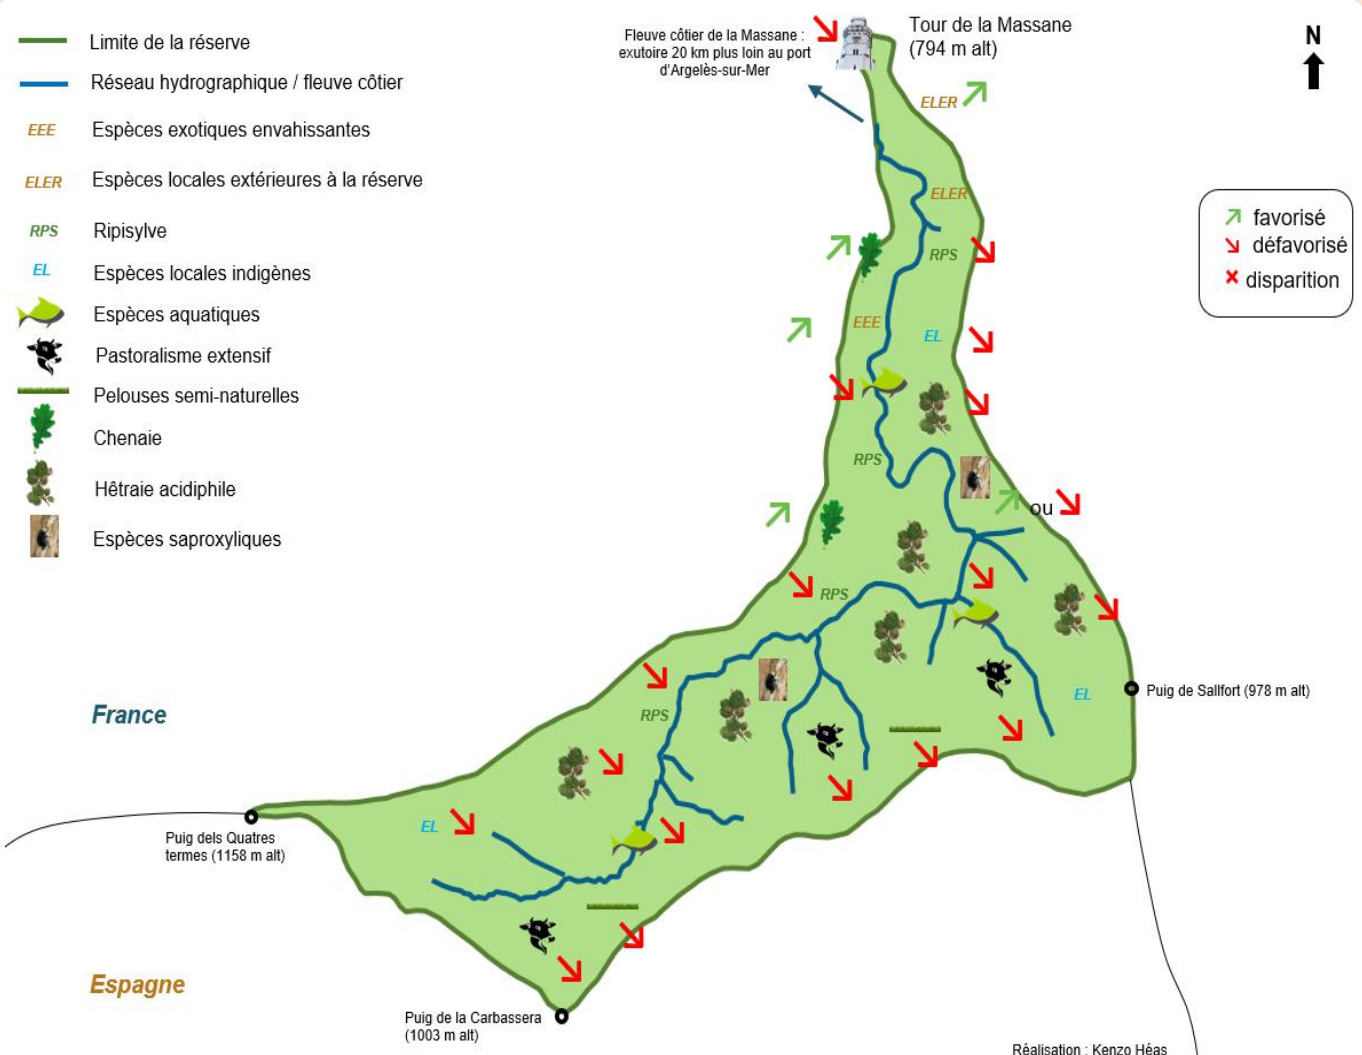 Limite de la réserve
Réseau hydrographique / fleuve côtier
EEE Espèces exotiques envahissantes
ELER Espèces locales extérieures à la réserve
RPS Ripisylve
EL Espèces locales indigènes
Espèces aquatiques
Pastoralisme extensif
Pelouses semi-naturelles
Chenaie
Hêtraie acidiphile
Espèces saproxyliques
Fleuve côtier de la Massane :
exutoire 20 km plus loin au port
d'Argelès-sur-Mer
Tour de la Massane
(794 m alt)
N
ELER
ELER
RPS
favorisé
défavorisé
disparition
EEE
EL
RPS
ou
RPS
EL
Puig de Sallfort (978 m alt)
RPS
France
EL
Puig dels Quatres
termes (1158 m alt)
Espagne
Puig de la Carbassera
(1003 m alt)
Réalisation : Kenzo Héas